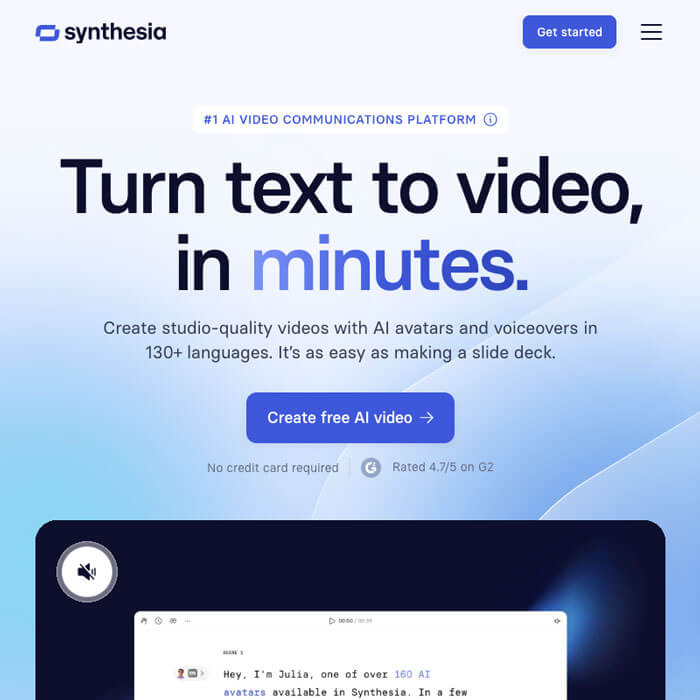 synthesia
Get started
#1 AI VIDEO COMMUNICATIONS PLATFORM
Turn text to video,
in minutes.
Create studio-quality videos with AI avatars and voiceovers in
130+ languages. It's as easy as making a slide deck.
Create free AI video →
No credit card required
Rated 4.7/5 on G2
00:00 / 00:35
SCENE 1
EN
Hey, I'm Julia, one of over 160 AI
avatars available in Synthesia. In a few